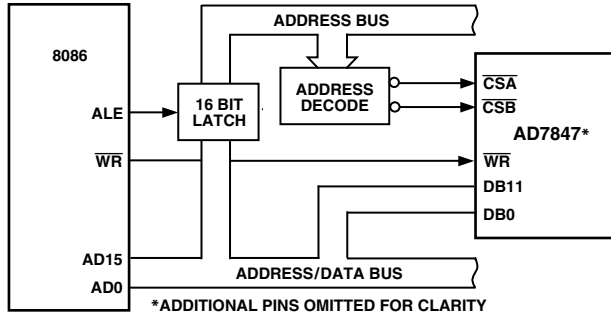 ADDRESS BUS
8086
ALE
16 BIT
LATCH
ADDRESS
DECODE
CSA
CSB
AD7847*
WR
WR
DB11
DB0
AD15
AD0
ADDRESS/DATA BUS
*ADDITIONAL PINS OMITTED FOR CLARITY